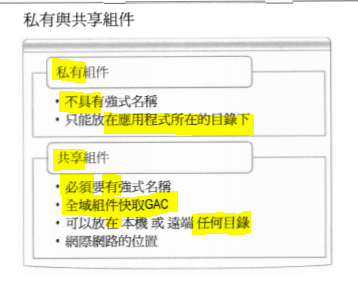 私有與共享組件
私有組件
• 不具有強式名稱
• 只能放在應用程式所在的目錄下
共享組件
• 必須要有強式名稱
• 全域組件快取GAC
• 可以放在 本機 或 遠端 任何目錄
• 網際網路的位置